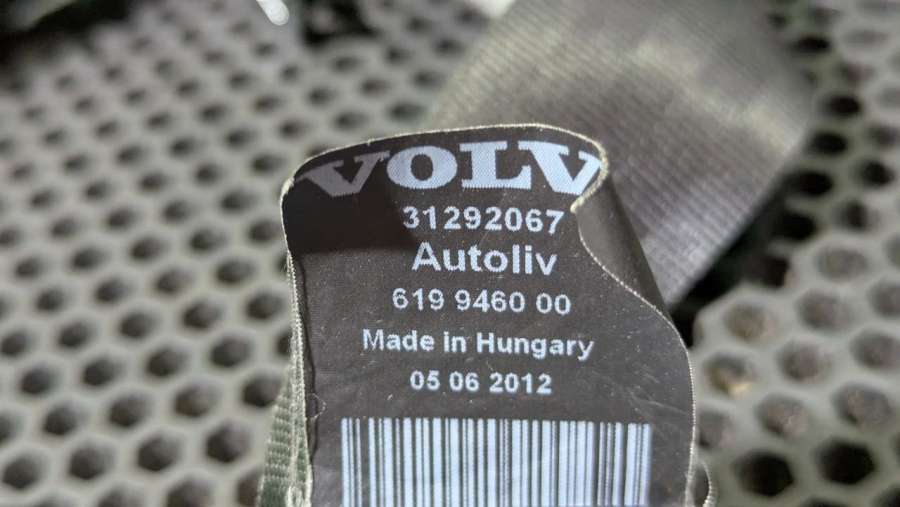 VOLV
31292067
Autoliv
619 9460 00
Made in Hungary
05 06 2012